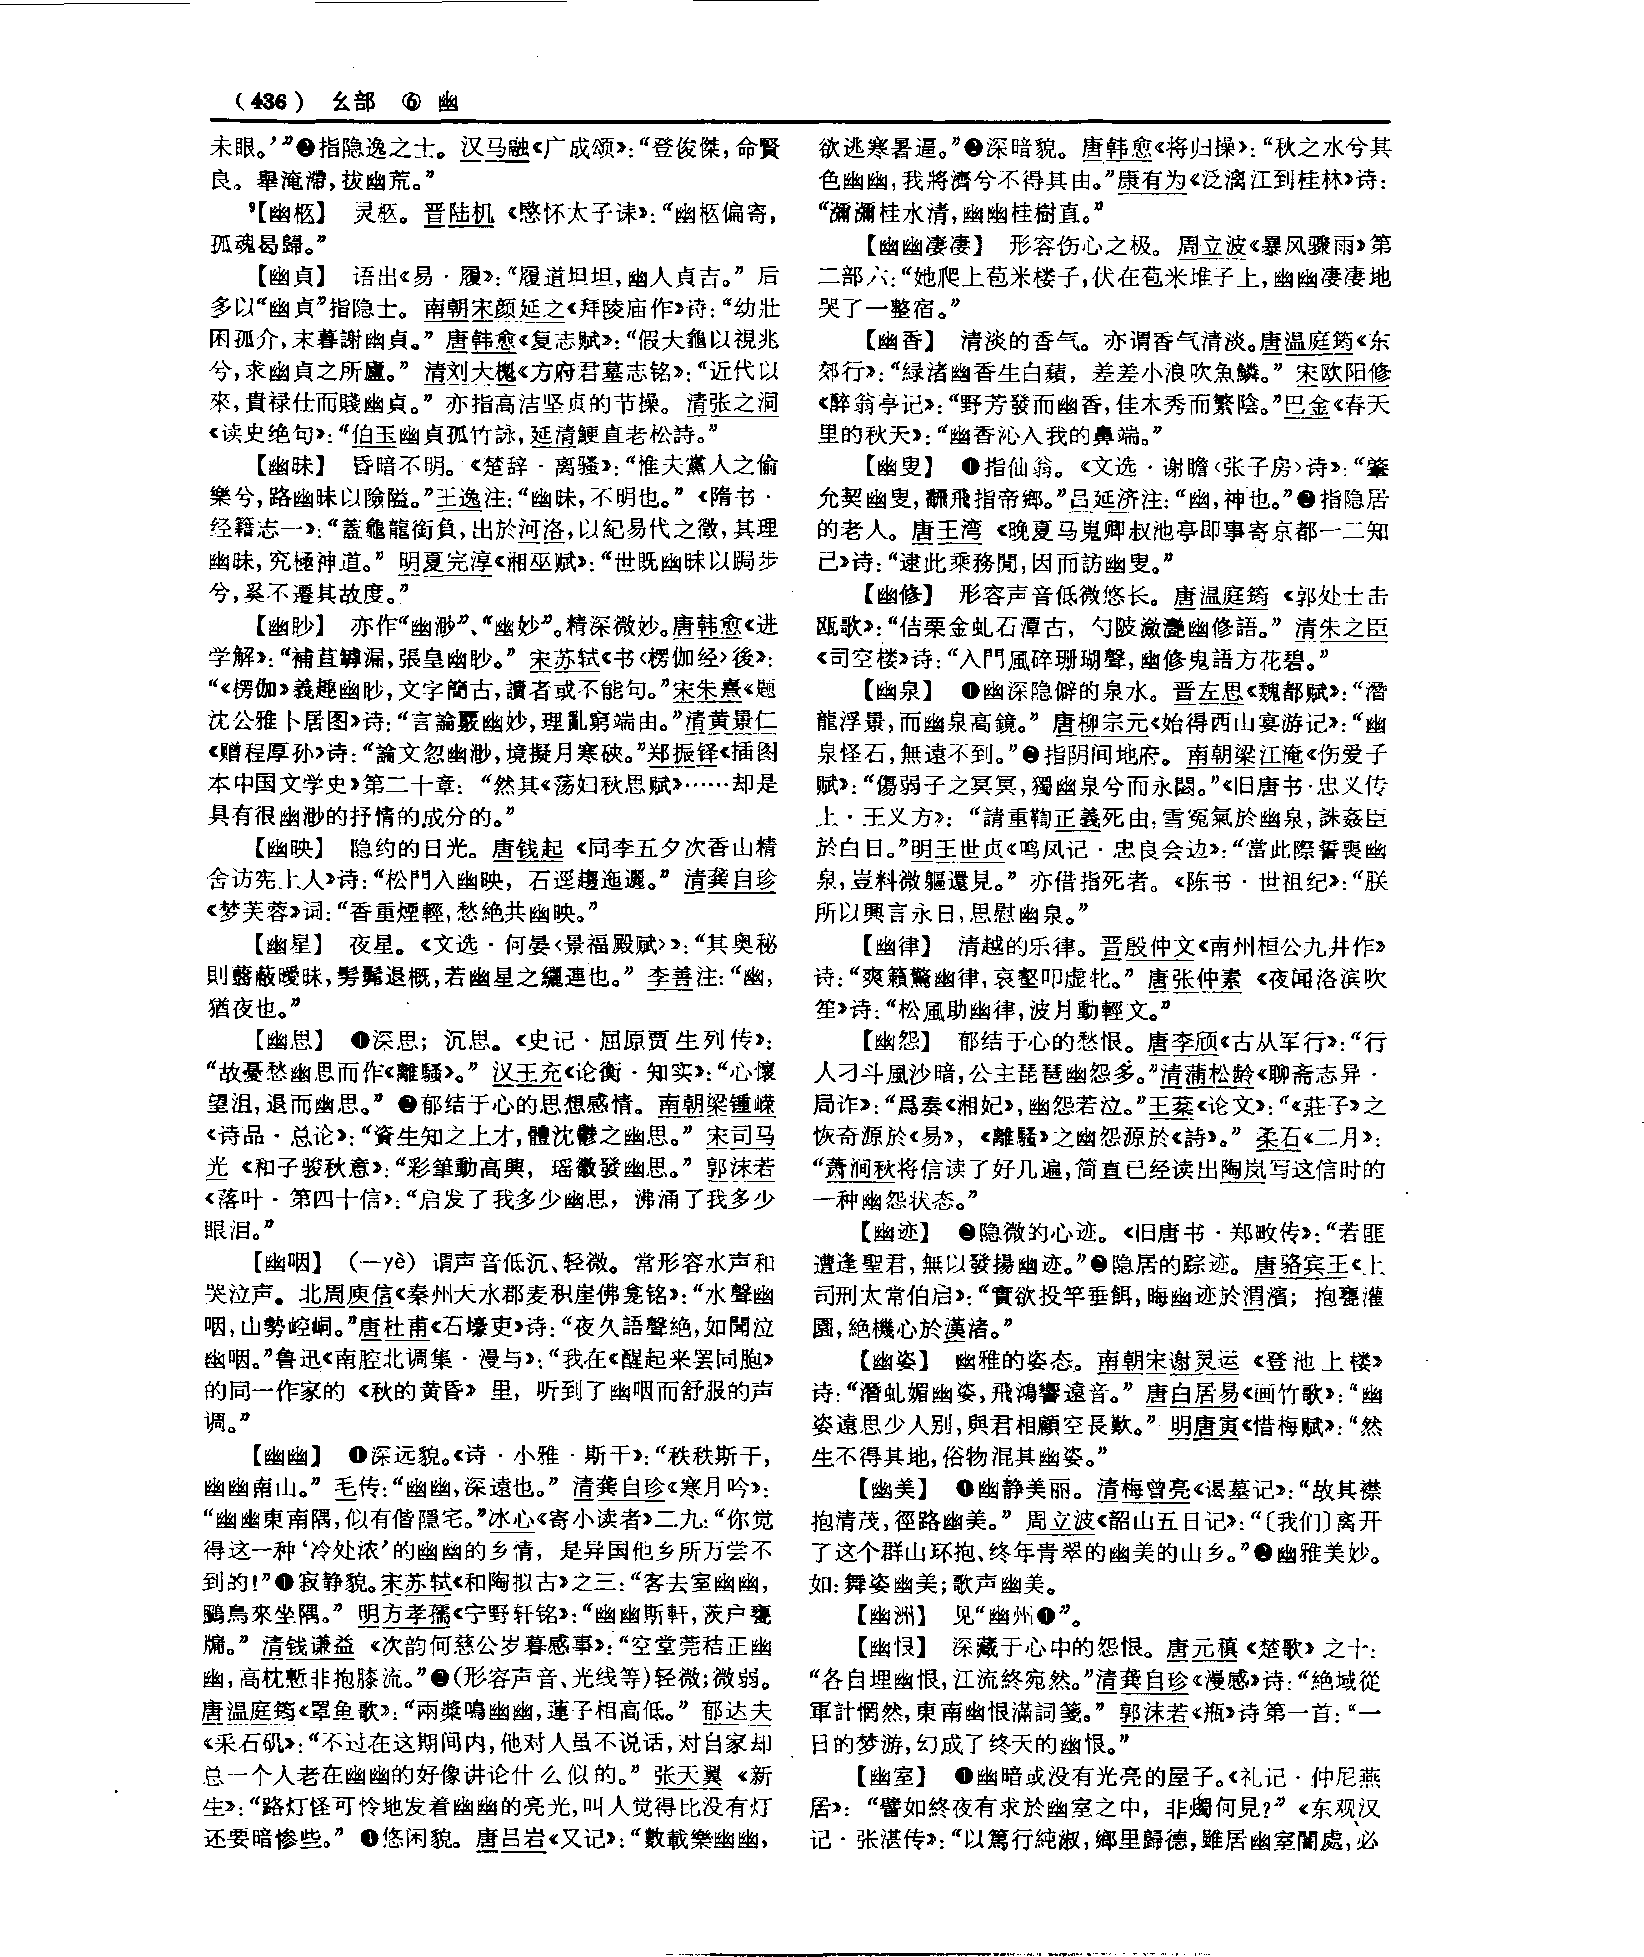 （436） 幺部 ⑥ 幽
未眼。’”❷指隐逸之士。汉马融《广成颂》：“登俊傑，命賢
良。舉淹滯，拔幽荒。”
⁹【幽柩】 灵柩。晋陆机《愍怀太子诔》：“幽柩偏寄，
孤魂曷歸。”
【幽貞】 语出《易·履》：“履道坦坦，幽人貞吉。”后
多以“幽貞”指隐士。南朝宋颜延之《拜陵庙作》诗：“幼壯
困孤介，末暮謝幽貞。”唐韩愈《复志赋》：“假大龜以視兆
兮，求幽貞之所廬。”清刘大櫆《方府君墓志铭》：“近代以
來，貴禄仕而賤幽貞。”亦指高洁坚贞的节操。清张之洞
《读史绝句》：“伯玉幽貞孤竹詠，延清鯁直老松詩。”
【幽昧】 昏暗不明。《楚辞·离骚》：“惟夫黨人之偷
樂兮，路幽昧以險隘。”王逸注：“幽昧，不明也。”《隋书·
经籍志一》：“蓋龜龍銜負，出於河洛，以紀易代之徵，其理
幽昧，究極神道。”明夏完淳《湘巫赋》：“世既幽昧以跼步
兮，奚不遷其故度。”
【幽眇】 亦作“幽渺”、“幽妙”。精深微妙。唐韩愈《进
学解》：“補苴罅漏，張皇幽眇。”宋苏轼《书〈楞伽经〉後》：
“《楞伽》義趣幽眇，文字簡古，讀者或不能句。”宋朱熹《题
沈公雅卜居图》诗：“言論覈幽妙，理亂窮端由。”清黄景仁
《赠程厚孙》诗：“論文忽幽渺，境擬月寒破。”郑振铎《插图
本中国文学史》第二十章：“然其《荡妇秋思赋》……却是
具有很幽渺的抒情的成分的。”
【幽映】 隐约的日光。唐钱起《同李五夕次香山精
舍访宪上人》诗：“松門入幽映，石逕趨迤邐。”清龚自珍
《梦芙蓉》词：“香重煙輕，愁絶共幽映。”
【幽星】 夜星。《文选·何晏〈景福殿赋〉》：“其奥秘
則蘙蔽曖昧，髣髴退概，若幽星之纚連也。”李善注：“幽，
猶夜也。”
【幽思】 ❶深思；沉思。《史记·屈原贾生列传》：
“故憂愁幽思而作《離騷》。”汉王充《论衡·知实》：“心懷
望沮，退而幽思。”❷郁结于心的思想感情。南朝梁锺嵘
《诗品·总论》：“資生知之上才，體沈鬱之幽思。”宋司马
光《和子骏秋意》：“彩筆動高興，瑶徽發幽思。”郭沫若
《落叶·第四十信》：“启发了我多少幽思，沸涌了我多少
眼泪。”
【幽咽】 （—yè）谓声音低沉、轻微。常形容水声和
哭泣声。北周庾信《秦州天水郡麦积崖佛龛铭》：“水聲幽
咽，山勢崆峒。”唐杜甫《石壕吏》诗：“夜久語聲絶，如聞泣
幽咽。”鲁迅《南腔北调集·漫与》：“我在《醒起来罢同胞》
的同一作家的《秋的黄昏》里，听到了幽咽而舒服的声
调。”
【幽幽】 ❶深远貌。《诗·小雅·斯干》：“秩秩斯干，
幽幽南山。”毛传：“幽幽，深遠也。”清龚自珍《寒月吟》：
“幽幽東南隅，似有偕隱宅。”冰心《寄小读者》二九：“你觉
得这一种‘冷处浓’的幽幽的乡情，是异国他乡所万尝不
到的！”❶寂静貌。宋苏轼《和陶拟古》之三：“客去室幽幽，
鵩鳥來坐隅。”明方孝孺《宁野轩铭》：“幽幽斯軒，茨户甕
牖。”清钱谦益《次韵何慈公岁暮感事》：“空堂莞秸正幽
幽，高枕慙非抱膝流。”❷（形容声音、光线等）轻微；微弱。
唐温庭筠《罩鱼歌》：“兩槳鳴幽幽，蓮子相高低。”郁达夫
《采石矶》：“不过在这期间内，他对人虽不说话，对自家却
总一个人老在幽幽的好像讲论什么似的。”张天翼《新
生》：“路灯怪可怜地发着幽幽的亮光，叫人觉得比没有灯
还要暗惨些。”❶悠闲貌。唐吕岩《又记》：“數載樂幽幽，
欲逃寒暑逼。”❷深暗貌。唐韩愈《将归操》：“秋之水兮其
色幽幽，我將濟兮不得其由。”康有为《泛漓江到桂林》诗：
“瀰瀰桂水清，幽幽桂樹直。”
【幽幽凄凄】 形容伤心之极。周立波《暴风骤雨》第
二部六：“她爬上苞米楼子，伏在苞米堆子上，幽幽凄凄地
哭了一整宿。”
【幽香】 清淡的香气。亦谓香气清淡。唐温庭筠《东
郊行》：“緑渚幽香生白蘋，差差小浪吹魚鱗。”宋欧阳修
《醉翁亭记》：“野芳發而幽香，佳木秀而繁陰。”巴金《春天
里的秋天》：“幽香沁入我的鼻端。”
【幽叟】 ❶指仙翁。《文选·谢瞻〈张子房〉诗》：“肇
允契幽叟，翻飛指帝鄉。”吕延济注：“幽，神也。”❷指隐居
的老人。唐王湾《晚夏马嵬卿叔池亭即事寄京都一二知
己》诗：“逮此乘務閒，因而訪幽叟。”
【幽修】 形容声音低微悠长。唐温庭筠《郭处士击
瓯歌》：“佶栗金虬石潭古，勺陂瀲灧幽修語。”清朱之臣
《司空楼》诗：“入門風碎珊瑚聲，幽修鬼語方花碧。”
【幽泉】 ❶幽深隐僻的泉水。晋左思《魏都赋》：“潛
龍浮景，而幽泉高鏡。”唐柳宗元《始得西山宴游记》：“幽
泉怪石，無遠不到。”❷指阴间地府。南朝梁江淹《伤爱子
赋》：“傷弱子之冥冥，獨幽泉兮而永閟。”《旧唐书·忠义传
上·王义方》：“請重鞫正義死由，雪冤氣於幽泉，誅姦臣
於白日。”明王世贞《鸣凤记·忠良会边》：“當此際誓喪幽
泉，豈料微軀還見。”亦借指死者。《陈书·世祖纪》：“朕
所以興言永日，思慰幽泉。”
【幽律】 清越的乐律。晋殷仲文《南州桓公九井作》
诗：“爽籟驚幽律，哀壑叩虚牝。”唐张仲素《夜闻洛滨吹
笙》诗：“松風助幽律，波月動輕文。”
【幽怨】 郁结于心的愁恨。唐李颀《古从军行》：“行
人刁斗風沙暗，公主琵琶幽怨多。”清蒲松龄《聊斋志异·
局诈》：“爲奏《湘妃》，幽怨若泣。”王棻《论文》：“《莊子》之
恢奇源於《易》，《離騷》之幽怨源於《詩》。”柔石《二月》：
“萧涧秋将信读了好几遍，简直已经读出陶岚写这信时的
一种幽怨状态。”
【幽迹】 ❷隐微的心迹。《旧唐书·郑畋传》：“若匪
遭逢聖君，無以發揚幽迹。”❷隐居的踪迹。唐骆宾王《上
司刑太常伯启》：“實欲投竿垂餌，晦幽迹於渭濱；抱甕灌
園，絶機心於漢渚。”
【幽姿】 幽雅的姿态。南朝宋谢灵运《登池上楼》
诗：“潛虬媚幽姿，飛鴻響遠音。”唐白居易《画竹歌》：“幽
姿遠思少人别，與君相顧空長歎。”明唐寅《惜梅赋》：“然
生不得其地，俗物混其幽姿。”
【幽美】 ❶幽静美丽。清梅曾亮《谒墓记》：“故其襟
抱清茂，徑路幽美。”周立波《韶山五日记》：“〔我们〕离开
了这个群山环抱、终年青翠的幽美的山乡。”❷幽雅美妙。
如：舞姿幽美；歌声幽美。
【幽洲】 见“幽州❶”。
【幽恨】 深藏于心中的怨恨。唐元稹《楚歌》之十：
“各自埋幽恨，江流終宛然。”清龚自珍《漫感》诗：“絶域從
軍計惘然，東南幽恨滿詞箋。”郭沫若《瓶》诗第一首：“一
日的梦游，幻成了终天的幽恨。”
【幽室】 ❶幽暗或没有光亮的屋子。《礼记·仲尼燕
居》：“譬如終夜有求於幽室之中，非燭何見？”《东观汉
记·张湛传》：“以篤行純淑，鄉里歸德，雖居幽室闇處，必